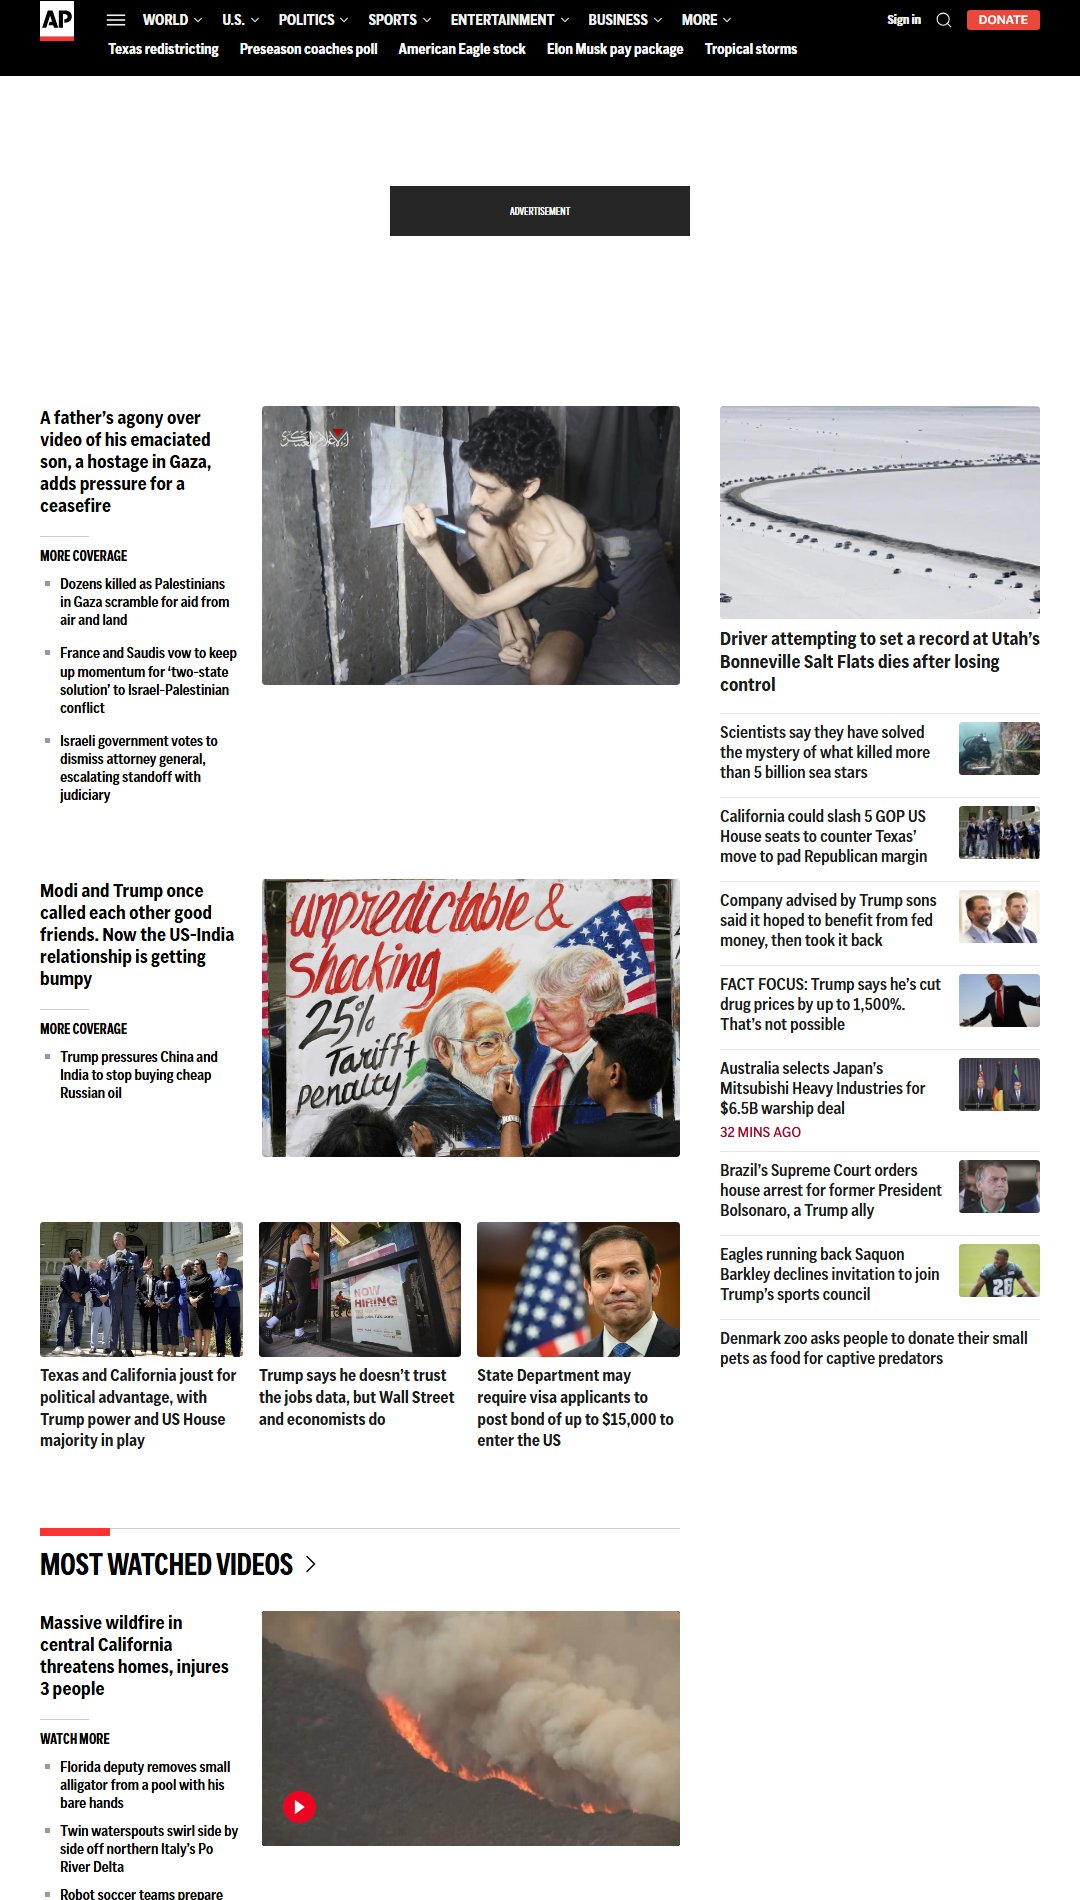 AP
WORLD
U.S.
POLITICS
SPORTS
ENTERTAINMENT
BUSINESS
MORE
Sign in
DONATE
Texas redistricting
Preseason coaches poll
American Eagle stock
Elon Musk pay package
Tropical storms
ADVERTISEMENT
A father’s agony over
video of his emaciated
son, a hostage in Gaza,
adds pressure for a
ceasefire
MORE COVERAGE
Dozens killed as Palestinians
in Gaza scramble for aid from
air and land
France and Saudis vow to keep
up momentum for ‘two-state
solution’ to Israel-Palestinian
conflict
Israeli government votes to
dismiss attorney general,
escalating standoff with
judiciary
Modi and Trump once
called each other good
friends. Now the US-India
relationship is getting
bumpy
MORE COVERAGE
Trump pressures China and
India to stop buying cheap
Russian oil
unpredictable &
Shocking
25%
Tariff+
penalty
NOW
HIRING
Texas and California joust for
political advantage, with
Trump power and US House
majority in play
Trump says he doesn’t trust
the jobs data, but Wall Street
and economists do
State Department may
require visa applicants to
post bond of up to $15,000 to
enter the US
Driver attempting to set a record at Utah’s
Bonneville Salt Flats dies after losing
control
Scientists say they have solved
the mystery of what killed more
than 5 billion sea stars
California could slash 5 GOP US
House seats to counter Texas’
move to pad Republican margin
Company advised by Trump sons
said it hoped to benefit from fed
money, then took it back
FACT FOCUS: Trump says he’s cut
drug prices by up to 1,500%.
That’s not possible
Australia selects Japan’s
Mitsubishi Heavy Industries for
$6.5B warship deal
32 MINS AGO
Brazil’s Supreme Court orders
house arrest for former President
Bolsonaro, a Trump ally
Eagles running back Saquon
Barkley declines invitation to join
Trump’s sports council
26
Denmark zoo asks people to donate their small
pets as food for captive predators
MOST WATCHED VIDEOS
Massive wildfire in
central California
threatens homes, injures
3 people
WATCH MORE
Florida deputy removes small
alligator from a pool with his
bare hands
Twin waterspouts swirl side by
side off northern Italy’s Po
River Delta
Robot soccer teams prepare